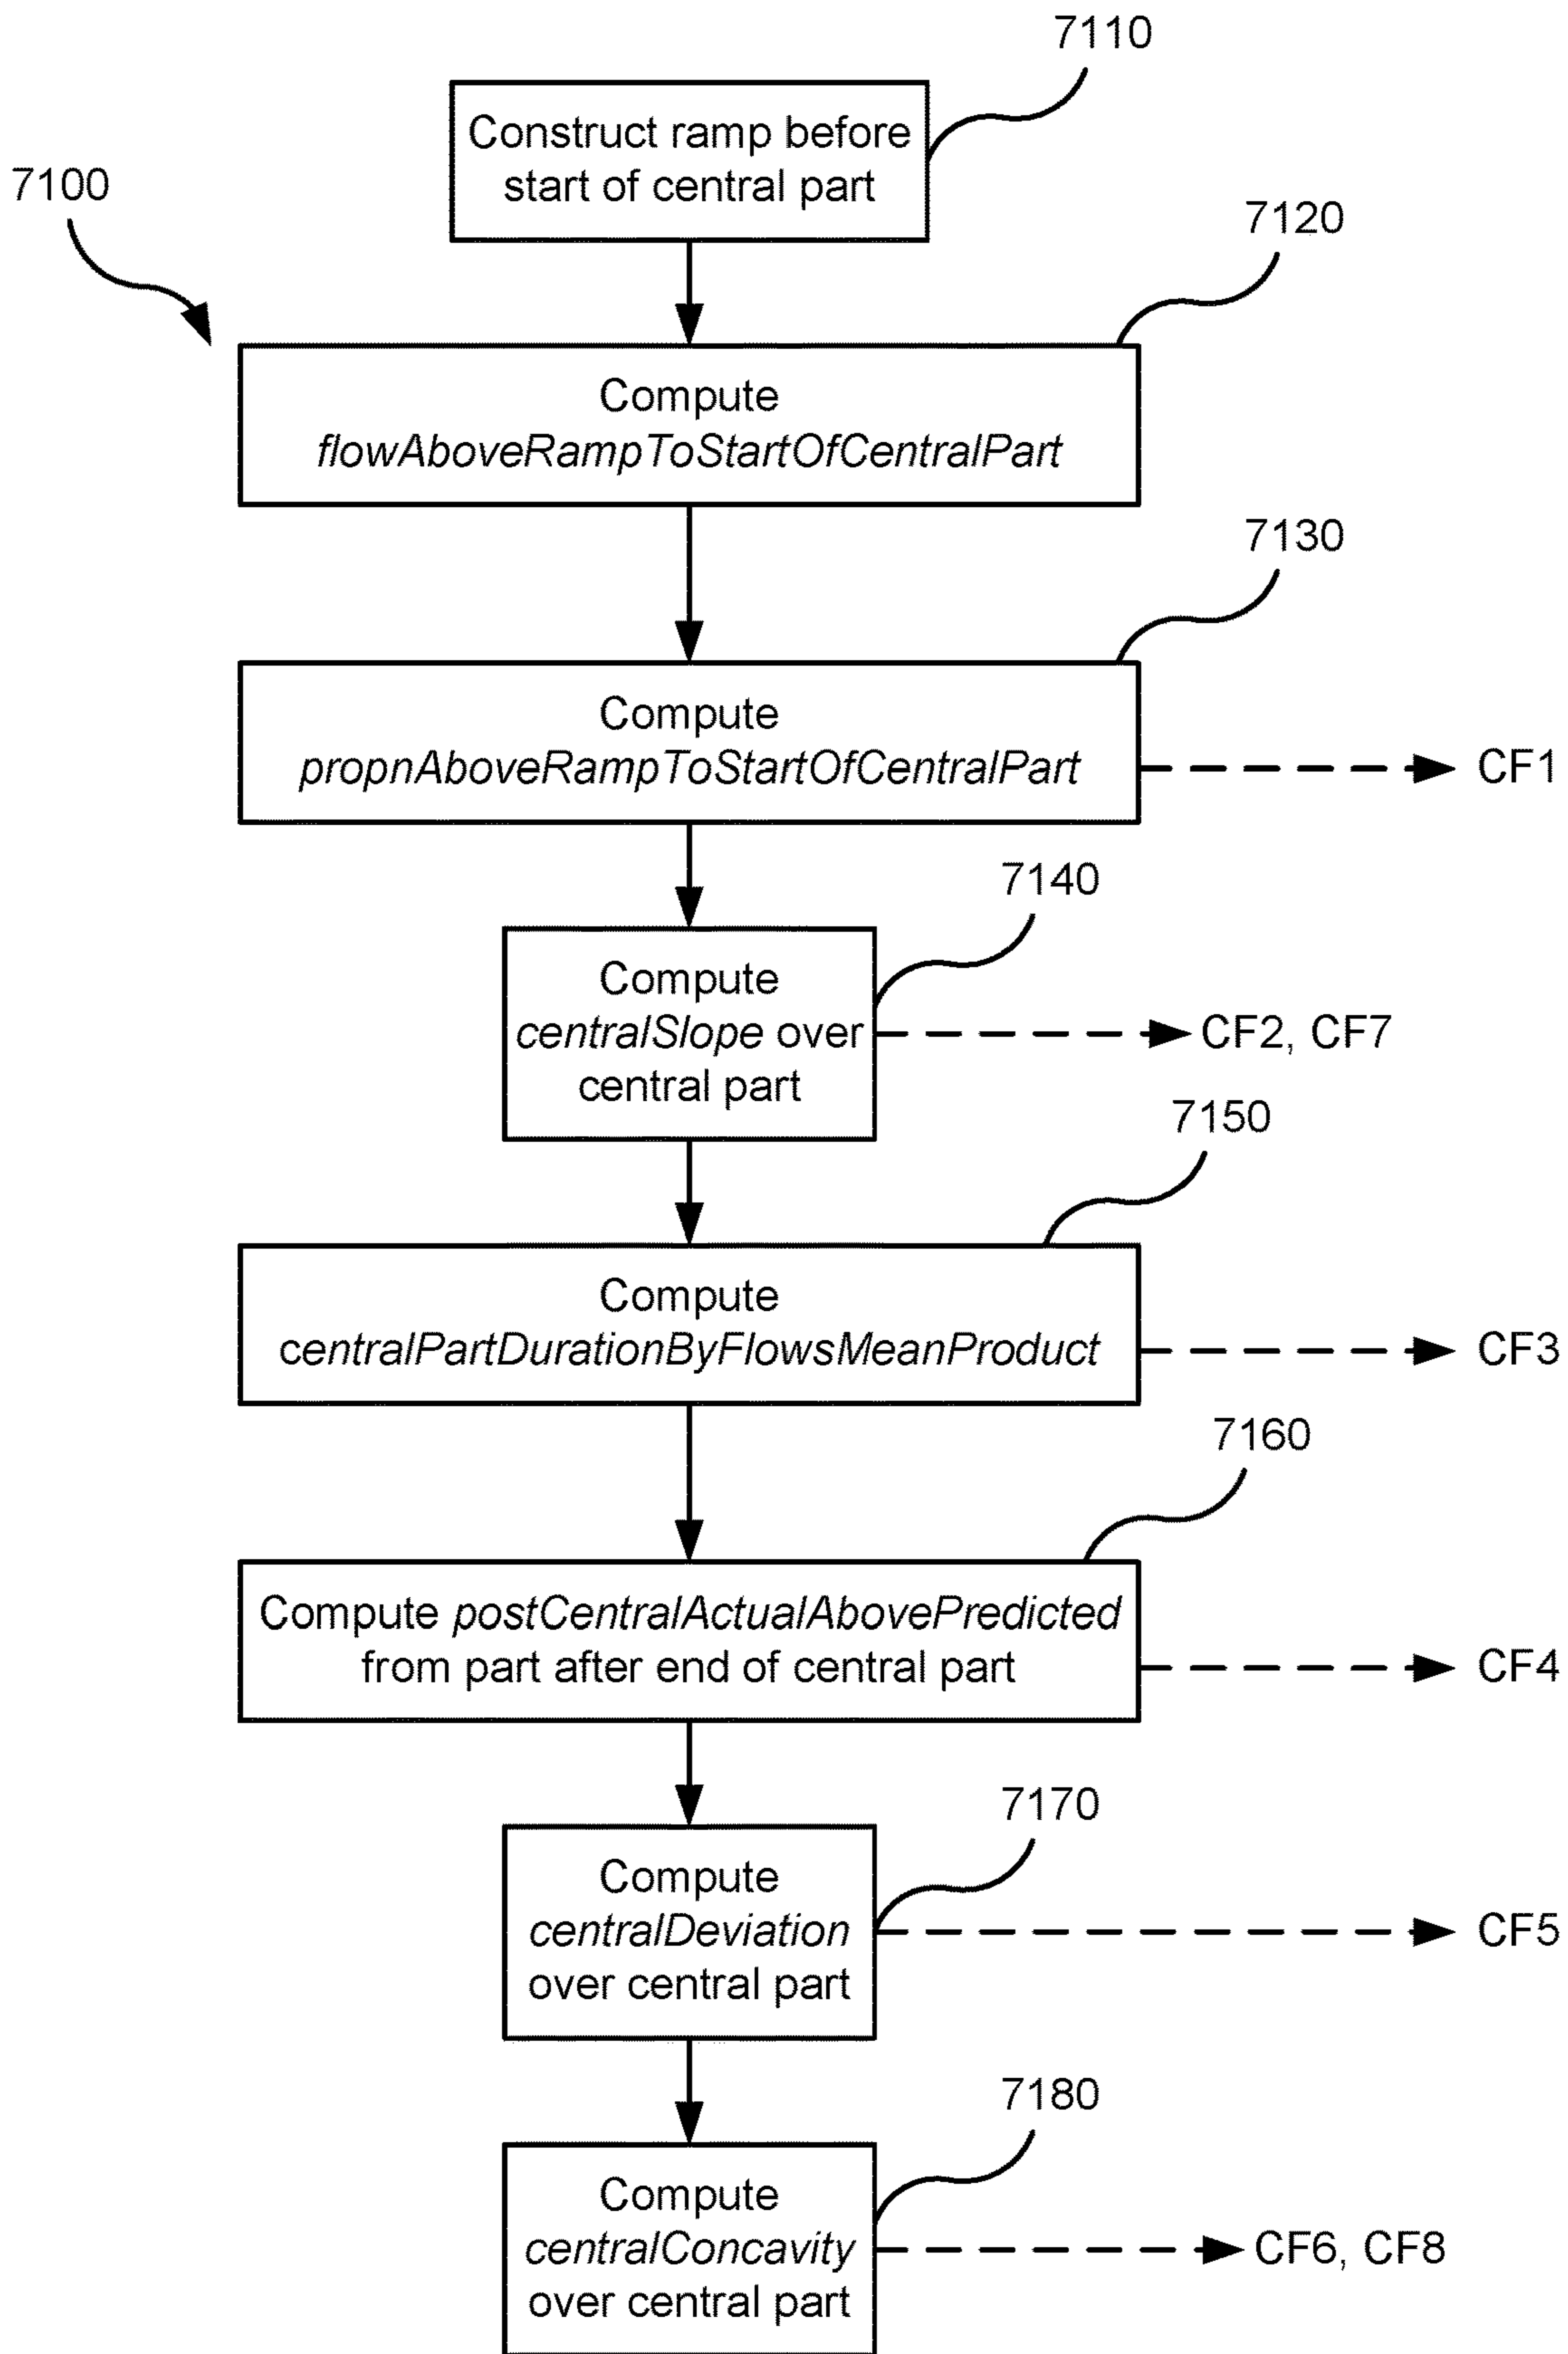 7110
Construct ramp before
start of central part
7100
7120
Compute
flowAboveRampToStartOfCentralPart
7130
Compute
propnAboveRampToStartOfCentralPart
CF1
7140
Compute
centralSlope over
central part
CF2, CF7
7150
Compute
centralPartDurationByFlowsMeanProduct
CF3
7160
Compute postCentralActualAbovePredicted
from part after end of central part
CF4
7170
Compute
centralDeviation
over central part
CF5
7180
Compute
centralConcavity
over central part
CF6, CF8